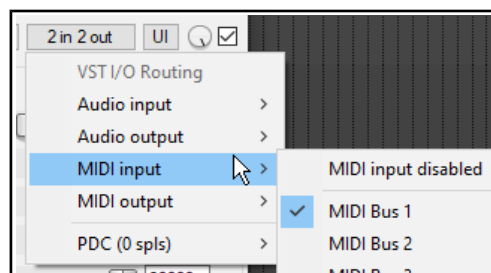 2 in 2 out UI
VST I/O Routing
Audio input >
Audio output >
MIDI input >
MIDI input disabled
MIDI output >
MIDI Bus 1
PDC (0 spls) >
MIDI Bus 2